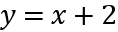 y = x + 2